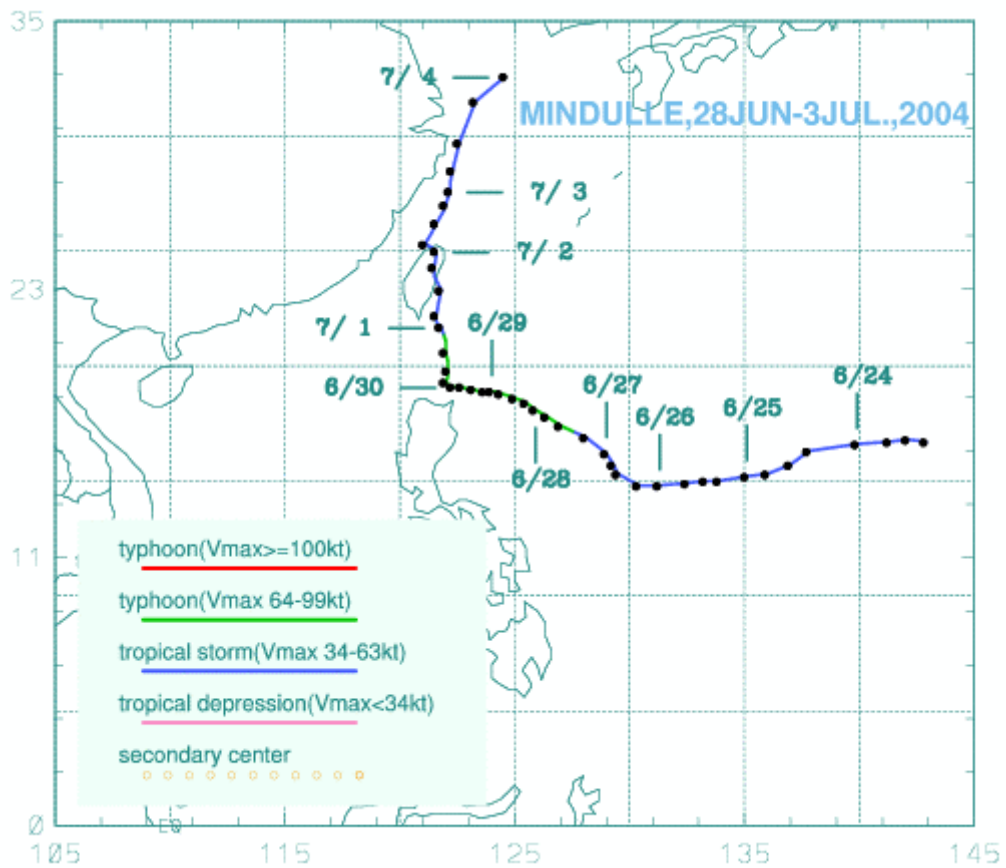 35
7/ 4
MINDULLE,28JUN-3JUL.,2004
7/ 3
7/ 2
23
7/ 1
6/29
6/30
6/27
6/24
6/26
6/25
6/28
11
typhoon(Vmax>=100kt)
typhoon(Vmax 64-99kt)
tropical storm(Vmax 34-63kt)
tropical depression(Vmax<34kt)
secondary center
0
EQ
105
115
125
135
145